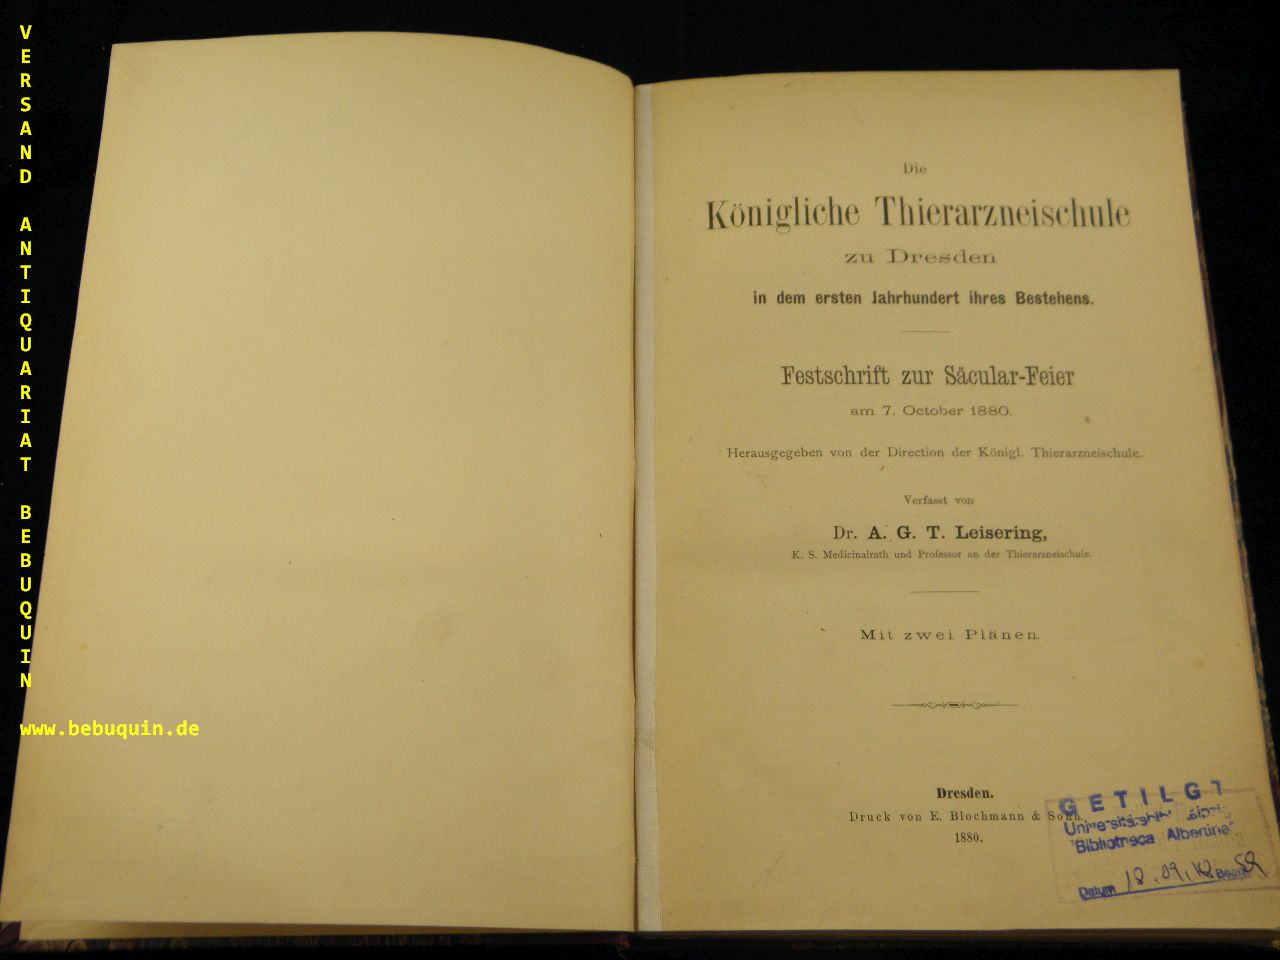 VERSAND ANTIQUARIAT BEBUQUIN
www.bebuquin.de
Die
Königliche Thierarzneischule
zu Dresden
in dem ersten Jahrhundert ihres Bestehens.
Festschrift zur Säcular-Feier
am 7. October 1880.
Herausgegeben von der Direction der Königl. Thierarzneischule.
Verfasst von
Dr. A. G. T. Leisering,
K. S. Medicinalrath und Professor an der Thierarzneischule.
Mit zwei Plänen.
Dresden.
Druck von E. Blochmann & Sohn.
1880.
GETILGT
"Bibliotheca Albertina"
Datum 18.09.